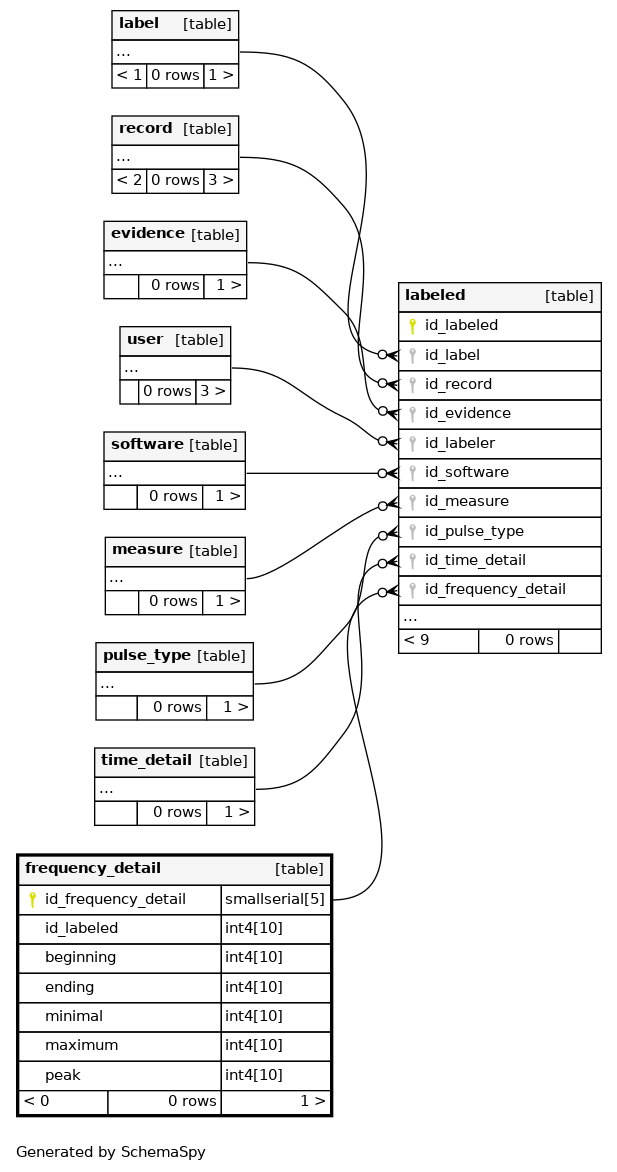 label [table]
...
< 1 0 rows 1 >
record [table]
...
< 2 0 rows 3 >
evidence [table]
...
0 rows 1 >
user [table]
...
0 rows 3 >
software [table]
...
0 rows 1 >
measure [table]
...
0 rows 1 >
pulse_type [table]
...
0 rows 1 >
time_detail [table]
...
0 rows 1 >
frequency_detail [table]
id_frequency_detail smallserial[5]
id_labeled int4[10]
beginning int4[10]
ending int4[10]
minimal int4[10]
maximum int4[10]
peak int4[10]
< 0 0 rows 1 >
labeled [table]
id_labeled
id_label
id_record
id_evidence
id_labeler
id_software
id_measure
id_pulse_type
id_time_detail
id_frequency_detail
...
< 9 0 rows
Generated by SchemaSpy